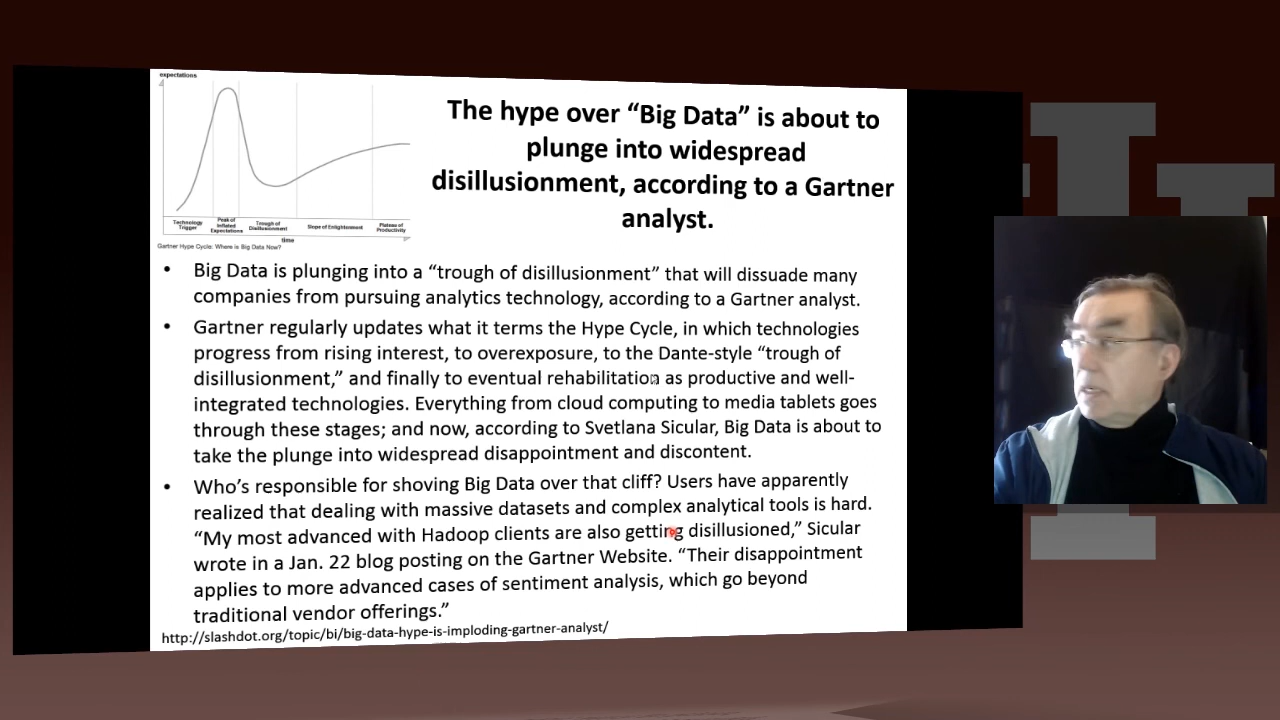 expectations
The hype over “Big Data” is about to
plunge into widespread
disillusionment, according to a Gartner
analyst.
Technology
Trigger
Peak of
Inflated
Expectations
Trough of
Disillusionment
Slope of Enlightenment
Plateau of
Productivity
time
Gartner Hype Cycle: Where is Big Data Now?
• Big Data is plunging into a “trough of disillusionment” that will dissuade many
companies from pursuing analytics technology, according to a Gartner analyst.
• Gartner regularly updates what it terms the Hype Cycle, in which technologies
progress from rising interest, to overexposure, to the Dante-style “trough of
disillusionment,” and finally to eventual rehabilitation as productive and well-
integrated technologies. Everything from cloud computing to media tablets goes
through these stages; and now, according to Svetlana Sicular, Big Data is about to
take the plunge into widespread disappointment and discontent.
• Who’s responsible for shoving Big Data over that cliff? Users have apparently
realized that dealing with massive datasets and complex analytical tools is hard.
“My most advanced with Hadoop clients are also getting disillusioned,” Sicular
wrote in a Jan. 22 blog posting on the Gartner Website. “Their disappointment
applies to more advanced cases of sentiment analysis, which go beyond
traditional vendor offerings.”
http://slashdot.org/topic/bi/big-data-hype-is-imploding-gartner-analyst/